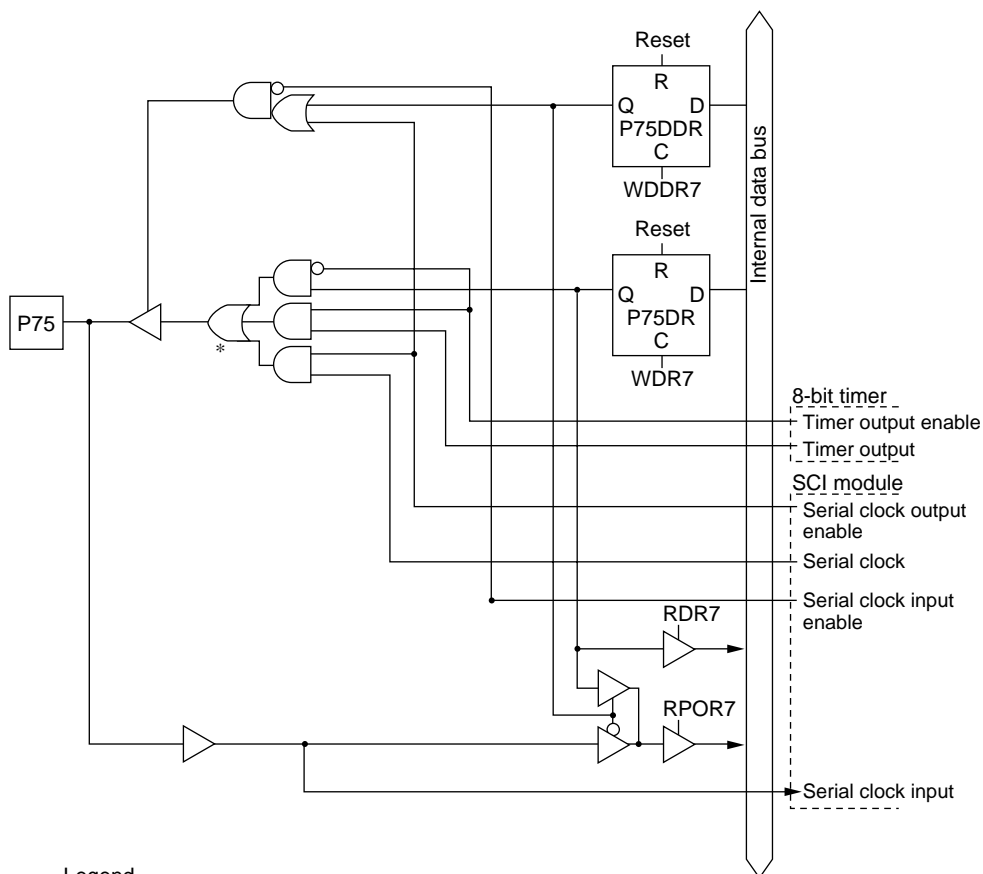 Reset
R
Q D
P75DDR
C
WDDR7
Internal data bus
Reset
R
Q D
P75DR
C
WDR7
P75
*
8-bit timer
Timer output enable
Timer output
SCI module
Serial clock output
enable
Serial clock
Serial clock input
enable
RDR7
RPOR7
Serial clock input
Legend